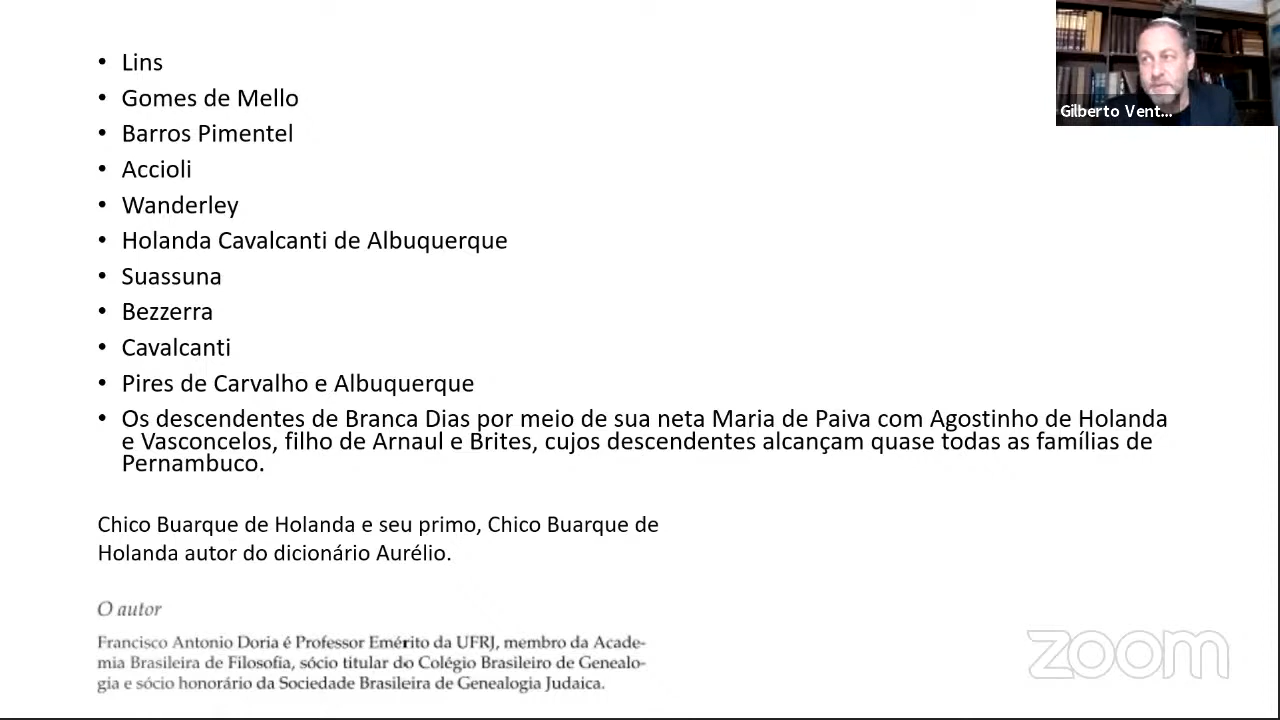 • Lins
• Gomes de Mello
• Barros Pimentel
• Accioli
• Wanderley
• Holanda Cavalcanti de Albuquerque
• Suassuna
• Bezzerra
• Cavalcanti
• Pires de Carvalho e Albuquerque
• Os descendentes de Branca Dias por meio de sua neta Maria de Paiva com Agostinho de Holanda
e Vasconcelos, filho de Arnaul e Brites, cujos descendentes alcançam quase todas as famílias de
Pernambuco.
Chico Buarque de Holanda e seu primo, Chico Buarque de
Holanda autor do dicionário Aurélio.
O autor
Francisco Antonio Doria é Professor Emérito da UFRJ, membro da Acade-
mia Brasileira de Filosofia, sócio titular do Colégio Brasileiro de Genealo-
gia e sócio honorário da Sociedade Brasileira de Genealogia Judaica.
Gilberto Vent...
zoom